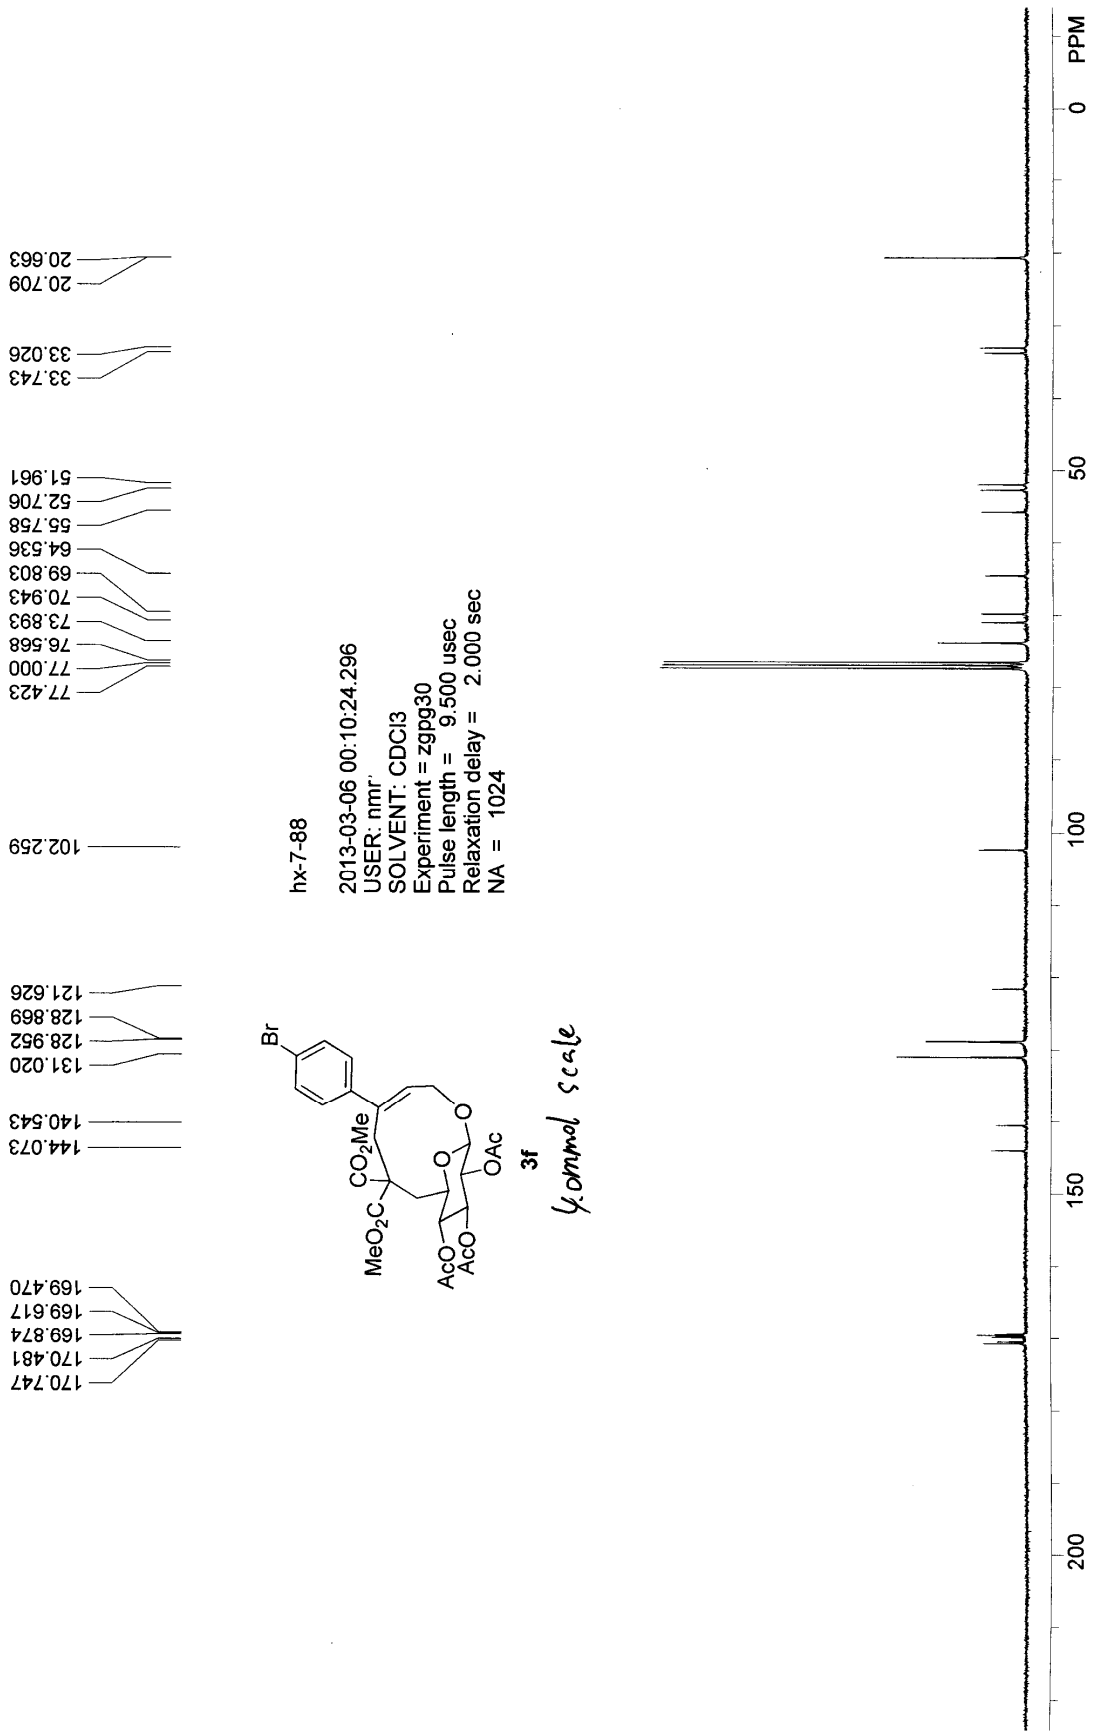 170.747
170.481
169.874
169.617
169.470
144.073
140.543
131.020
128.952
128.869
121.626
102.259
77.423
77.000
76.568
73.893
70.943
69.803
64.536
55.758
52.706
51.961
33.743
33.026
20.709
20.663
Br
MeO2C
CO2Me
O
O
AcO
AcO
OAc
3f
4.0mmol scale
hx-7-88
2013-03-06 00:10:24.296
USER: nmr
SOLVENT: CDCl3
Experiment = zgpg30
Pulse length = 9.500 usec
Relaxation delay = 2.000 sec
NA = 1024
200
150
100
50
0
PPM